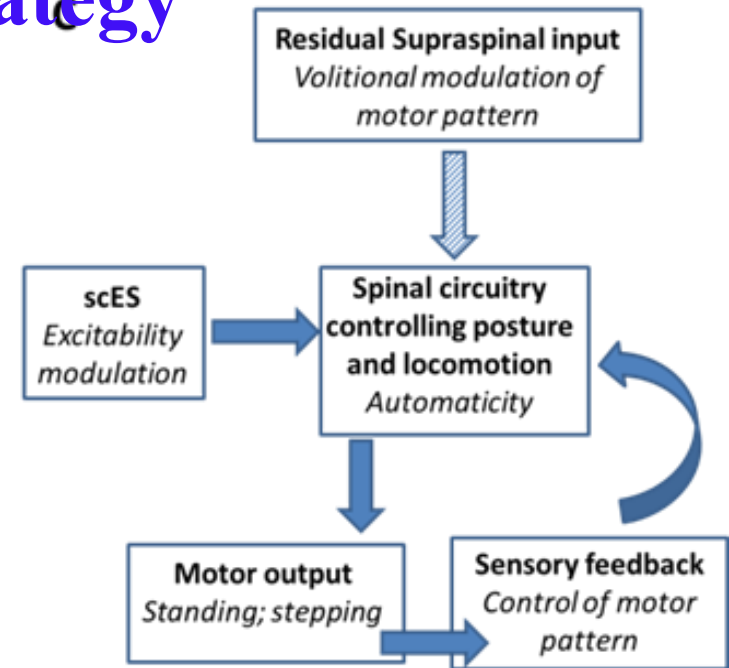 Residual Supraspinal input
Volitional modulation of
motor pattern
scES
Excitability
modulation
Spinal circuitry
controlling posture
and locomotion
Automaticity
Motor output
Standing; stepping
Sensory feedback
Control of motor
pattern